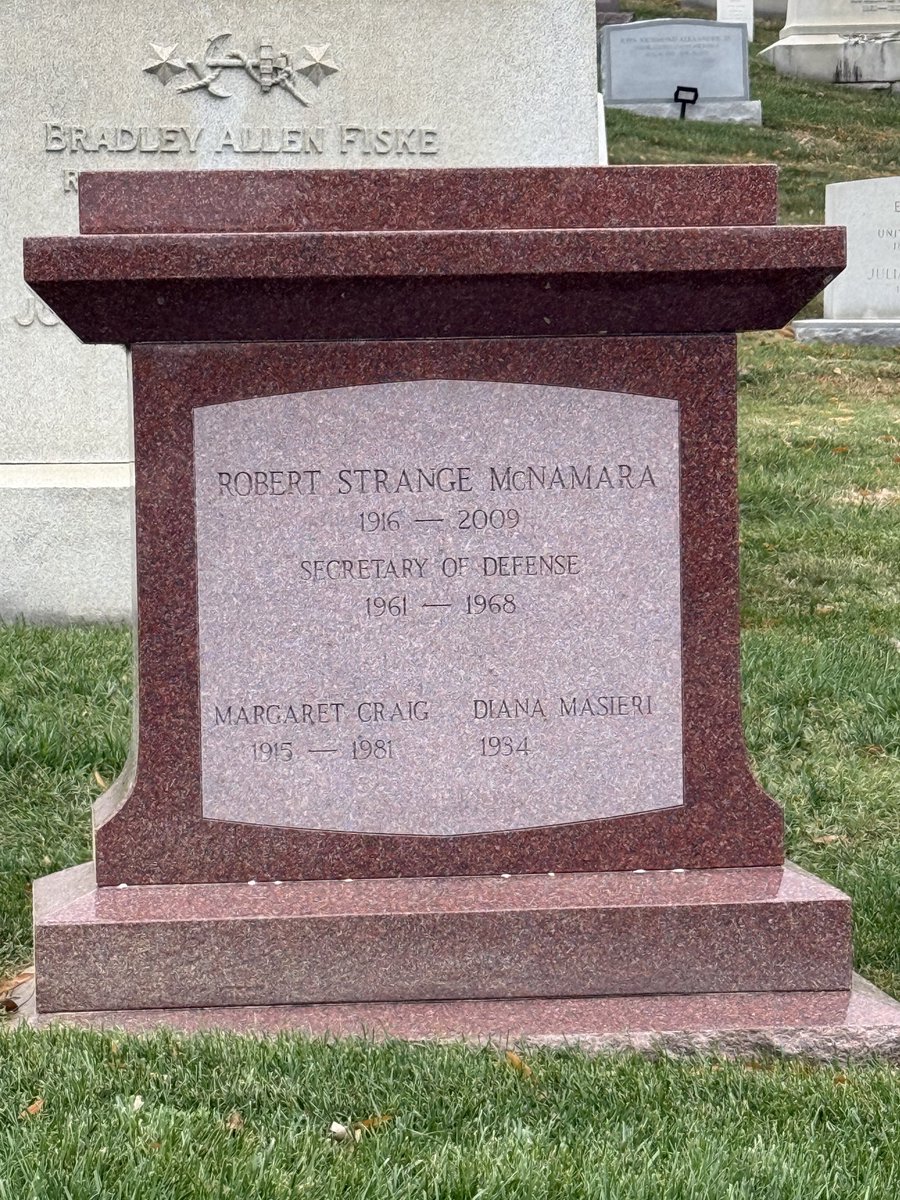 BRADLEY ALLEN FISKE
ROBERT STRANGE McNAMARA
1916 — 2009
SECRETARY OF DEFENSE
1961 — 1968
MARGARET CRAIG DIANA MASIERI
1915 — 1981 1934